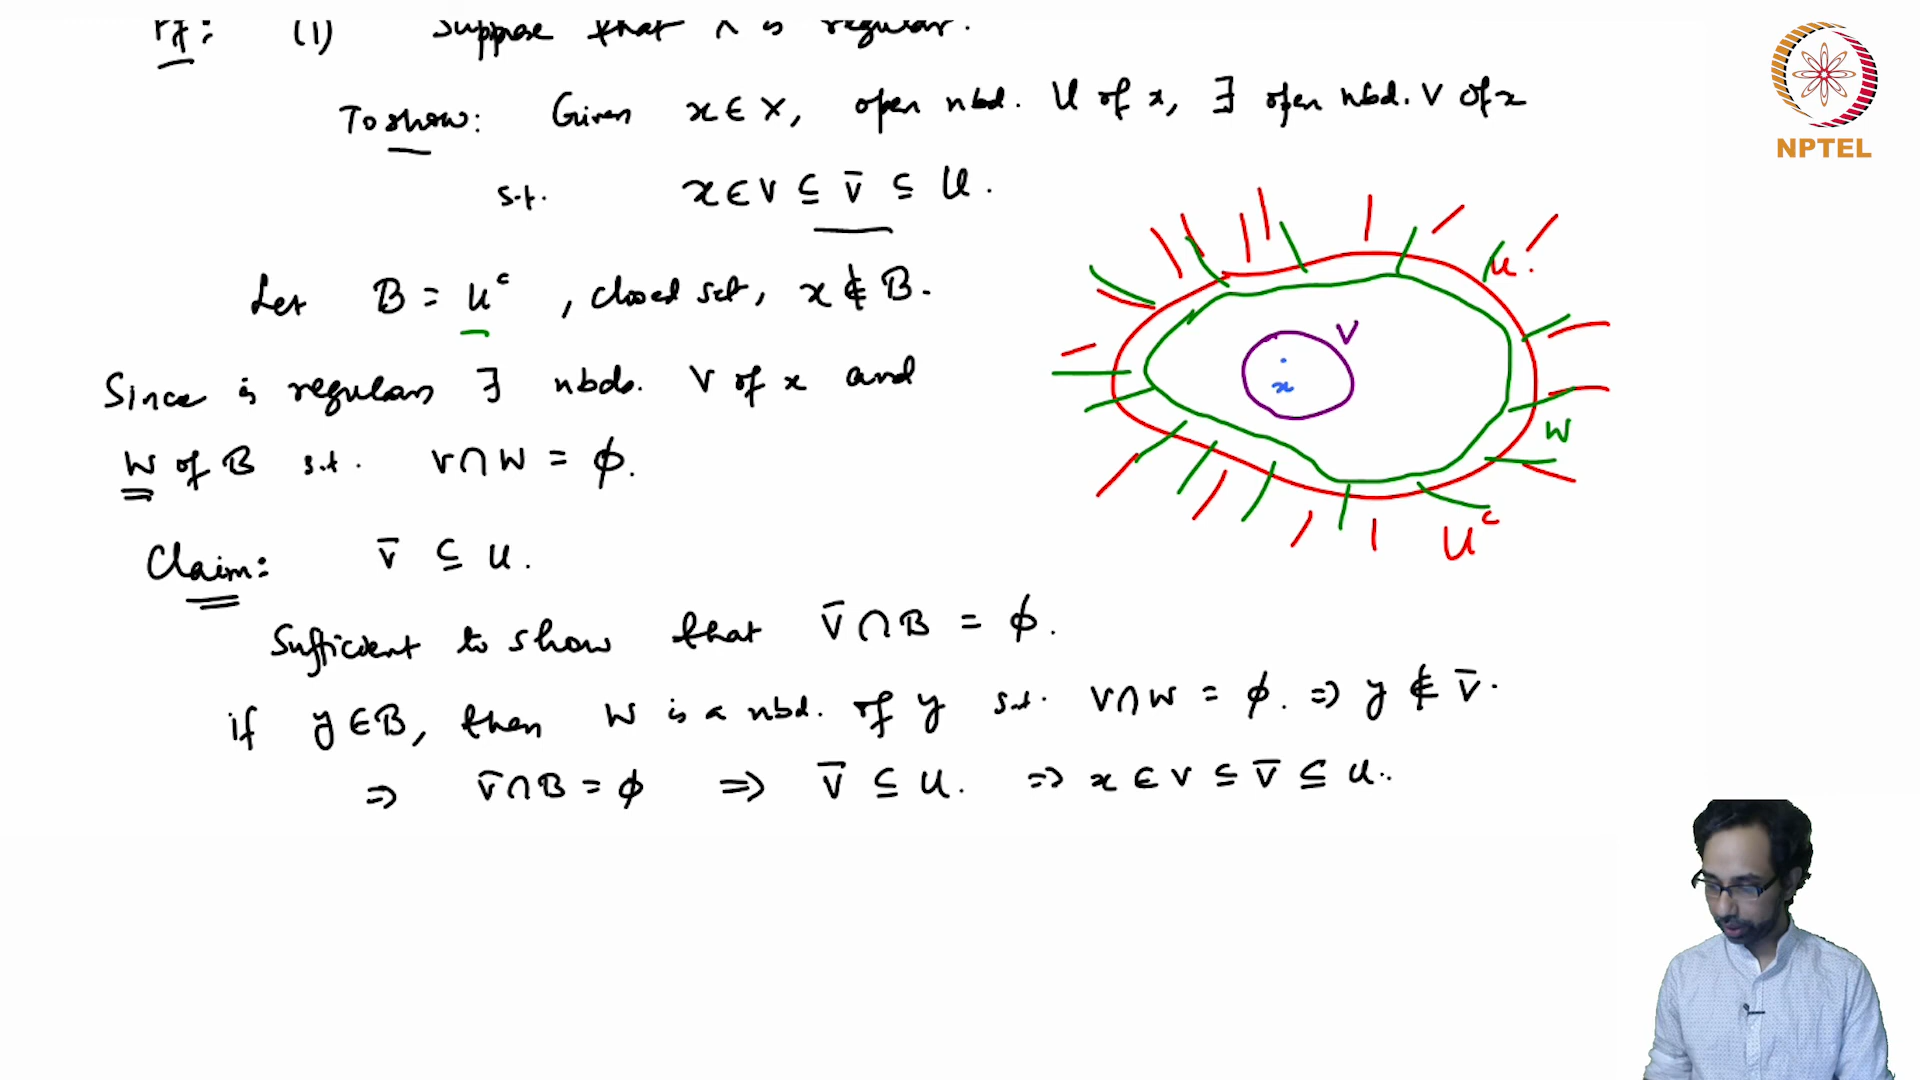 Pf: (1) Suppose that X is regular.
NPTEL
To show: Given x ∈ X, open nbd. U of x, ∃ open nbd. V of x
s.t. x ∈ V ⊆ V̄ ⊆ U.
U.
Let B = U^c, closed set, x ∉ B.
V
x
Since is regular ∃ nbds. V of x and
W
W of B s.t. V ∩ W = ϕ.
U^c
Claim: V̄ ⊆ U.
Sufficient to show that V̄ ∩ B = ϕ.
if y ∈ B, then W is a nbd. of y s.t. V ∩ W = ϕ. ⇒ y ∉ V̄.
⇒ V̄ ∩ B = ϕ ⇒ V̄ ⊆ U. ⇒ x ∈ V ⊆ V̄ ⊆ U..